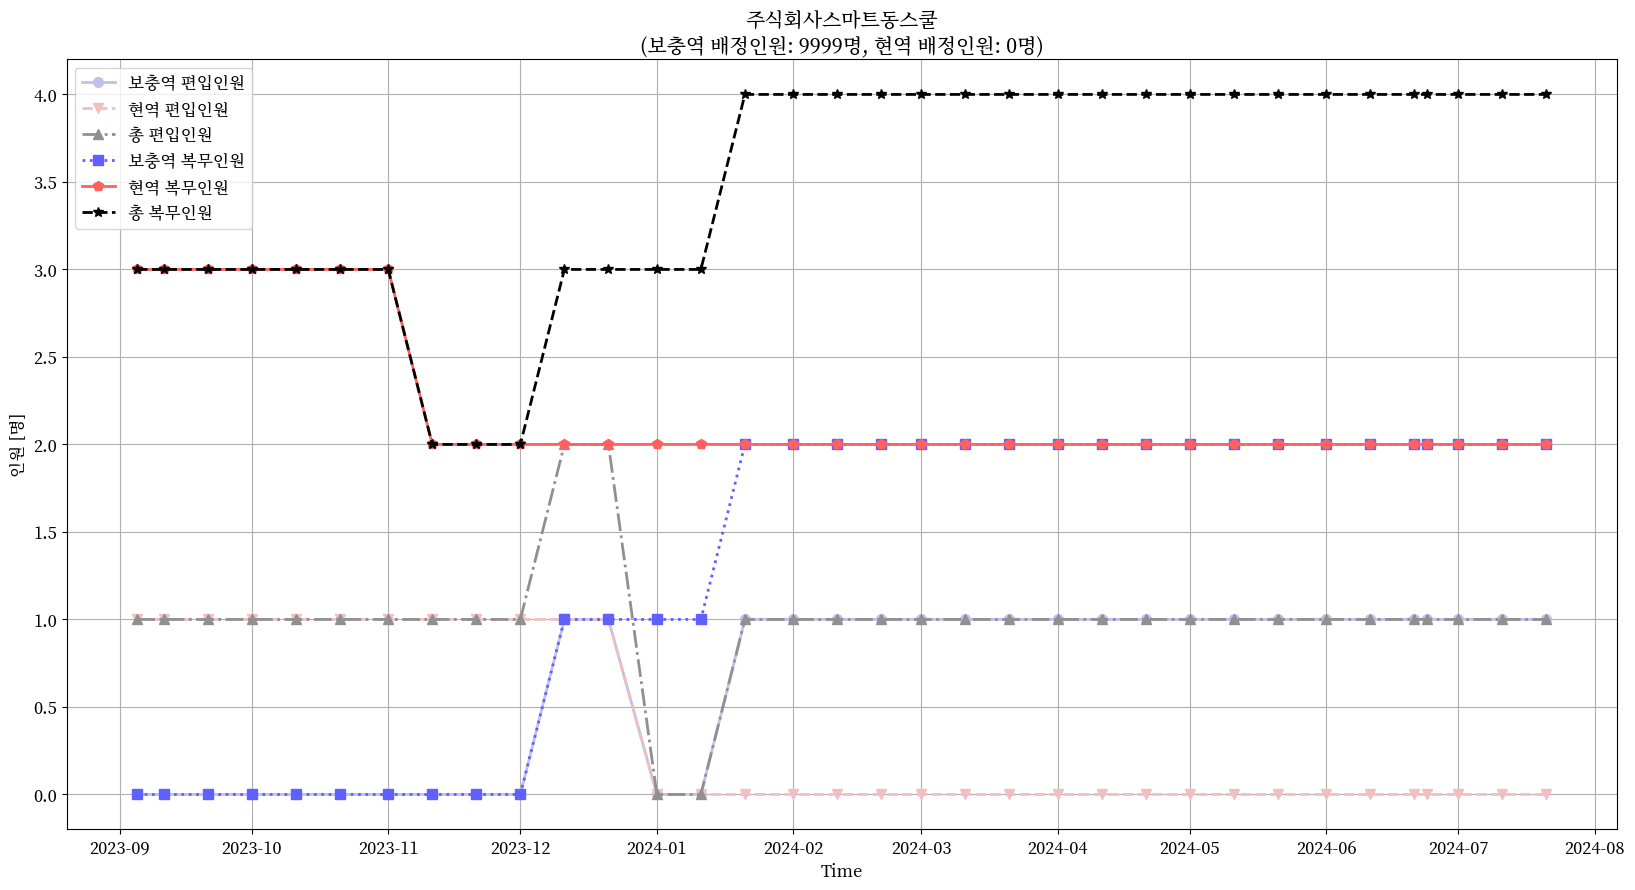 주식회사스마트동스쿨
(보충역 배정인원: 9999명, 현역 배정인원: 0명)
보충역 편입인원
현역 편입인원
총 편입인원
보충역 복무인원
현역 복무인원
총 복무인원
인원 [명]
4.0
3.5
3.0
2.5
2.0
1.5
1.0
0.5
0.0
2023-09
2023-10
2023-11
2023-12
2024-01
2024-02
2024-03
2024-04
2024-05
2024-06
2024-07
2024-08
Time